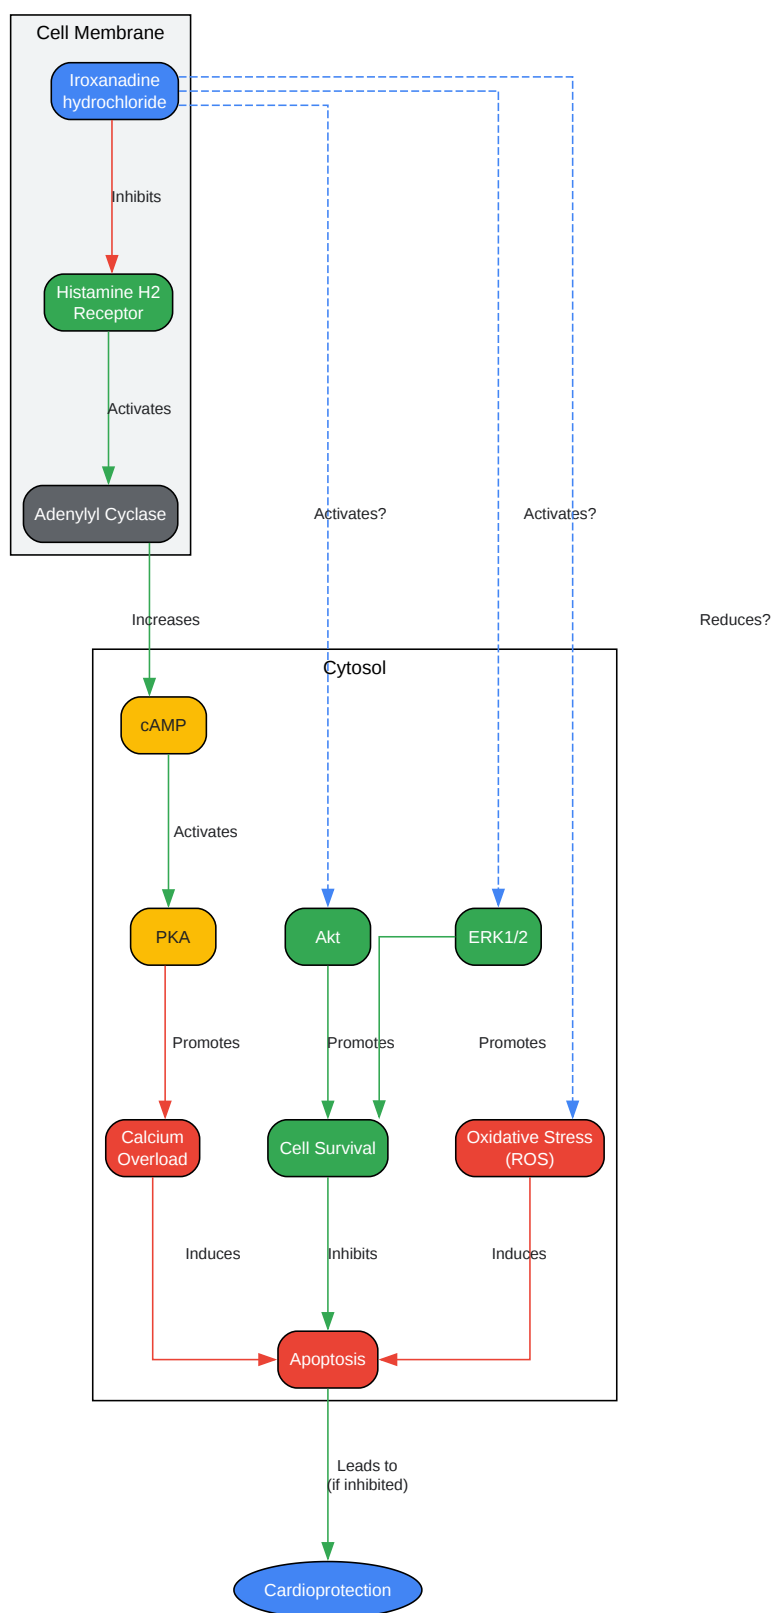 Cell Membrane
Iroxanadine
hydrochloride
Inhibits
Histamine H2
Receptor
Activates
Adenylyl Cyclase
Activates?
Activates?
Increases
Reduces?
Cytosol
cAMP
Activates
PKA
Akt
ERK1/2
Promotes
Promotes
Promotes
Calcium
Overload
Cell Survival
Oxidative Stress
(ROS)
Induces
Inhibits
Induces
Apoptosis
Leads to
(if inhibited)
Cardioprotection